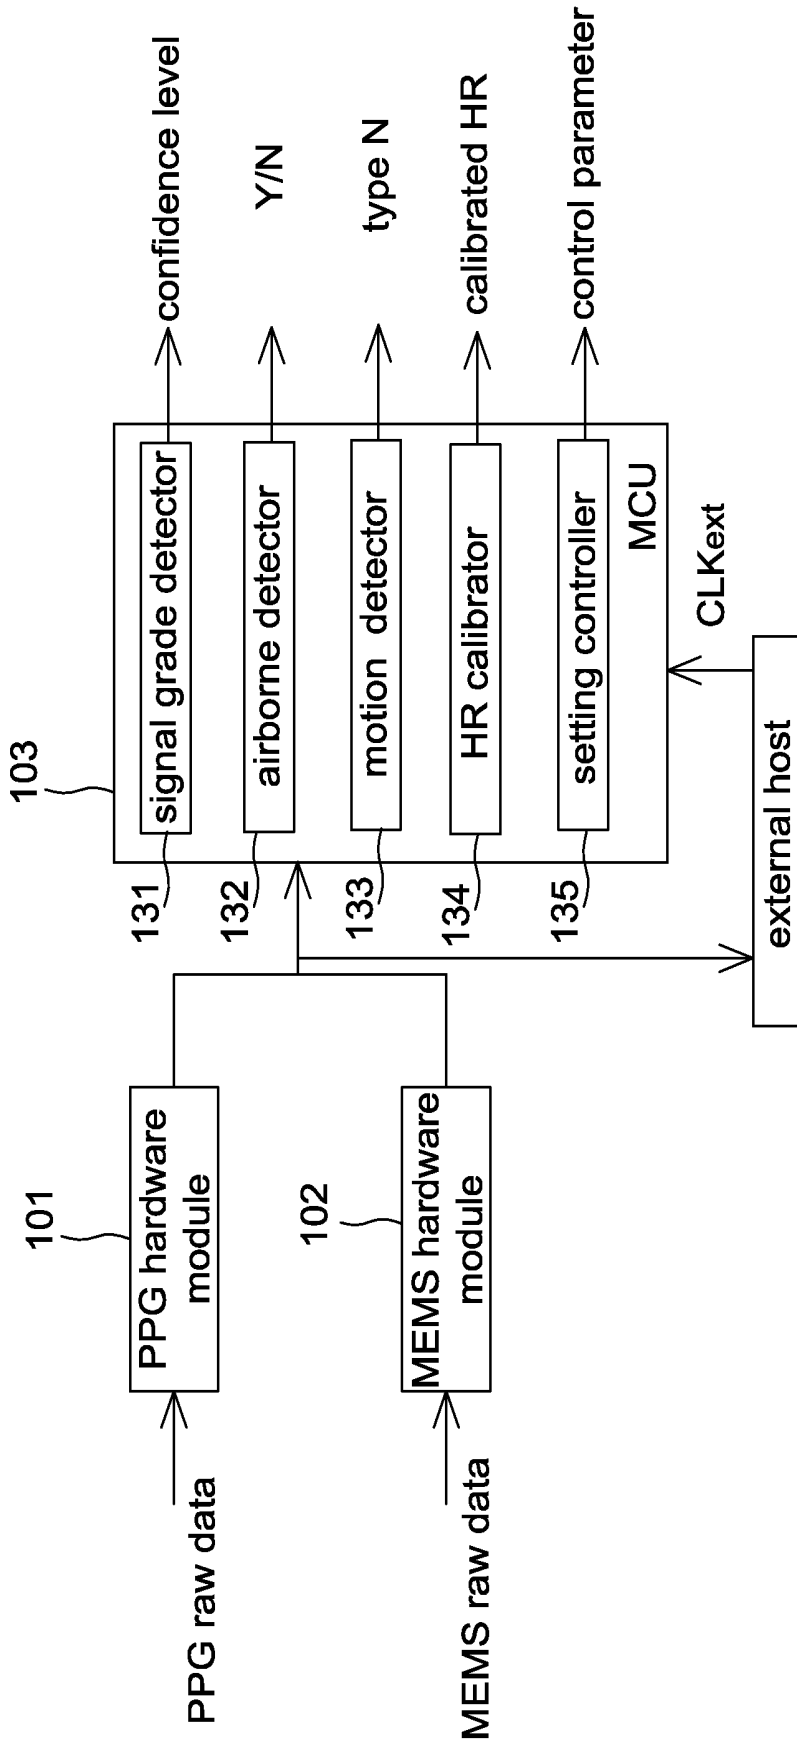 PPG raw data
101
PPG hardware
module
MEMS raw data
102
MEMS hardware
module
103
131
signal grade detector
confidence level
132
airborne detector
Y/N
133
motion detector
type N
134
HR calibrator
calibrated HR
135
setting controller
control parameter
MCU
CLKext
external host